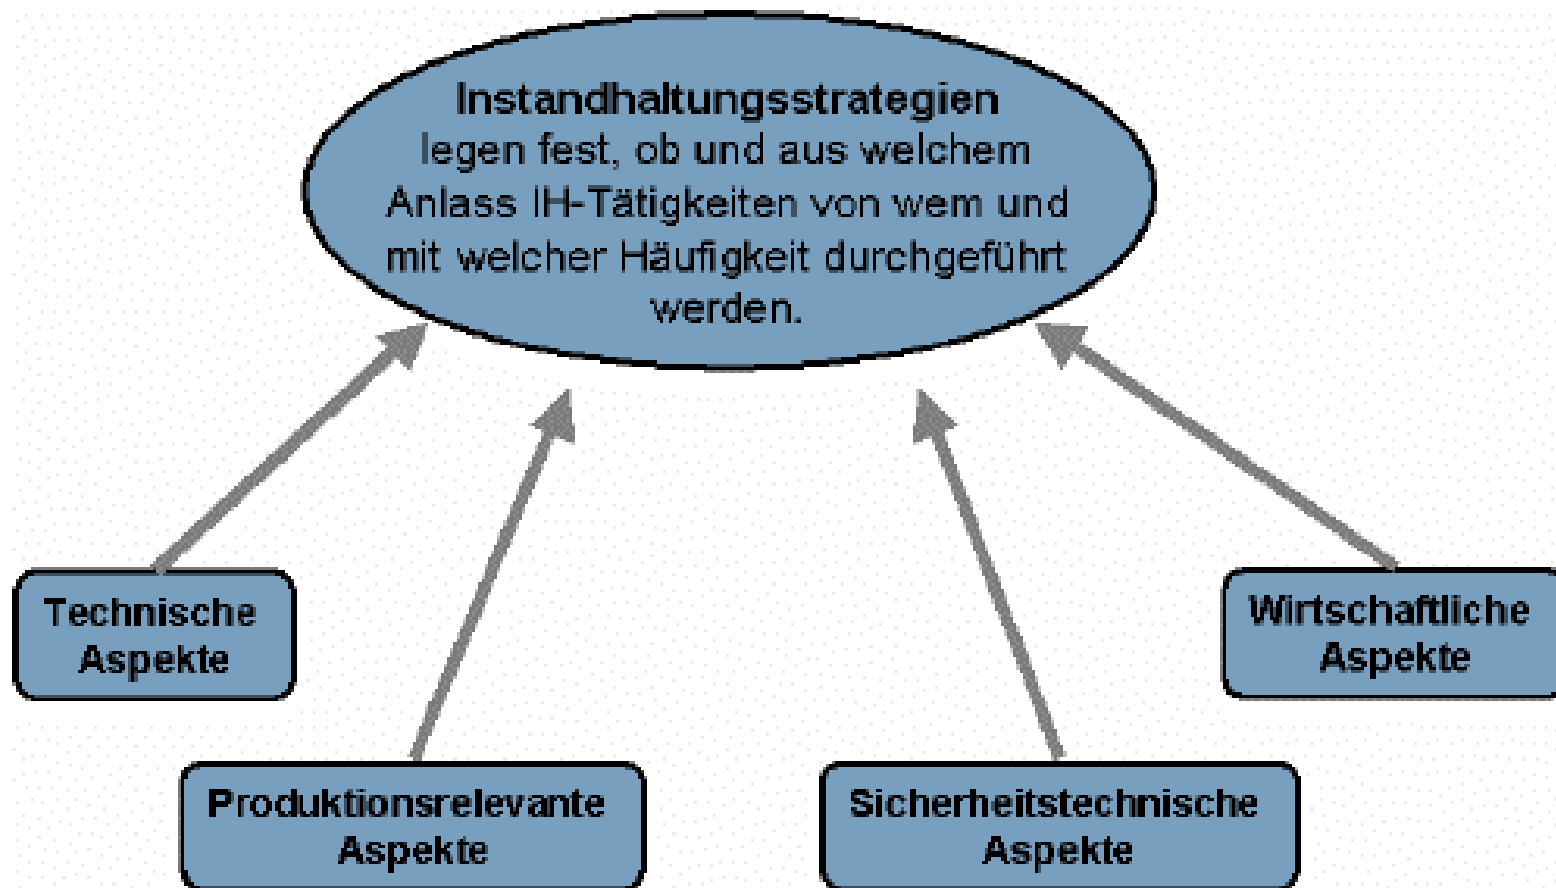 Instandhaltungsstrategien
legen fest, ob und aus welchem
Anlass IH-Tätigkeiten von wem und
mit welcher Häufigkeit durchgeführt
werden.
Technische
Aspekte
Wirtschaftliche
Aspekte
Produktionsrelevante
Aspekte
Sicherheitstechnische
Aspekte